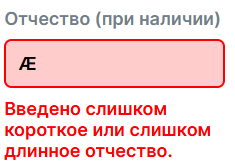 Отчество (при наличии)
Æ
Введено слишком
короткое или слишком
длинное отчество.